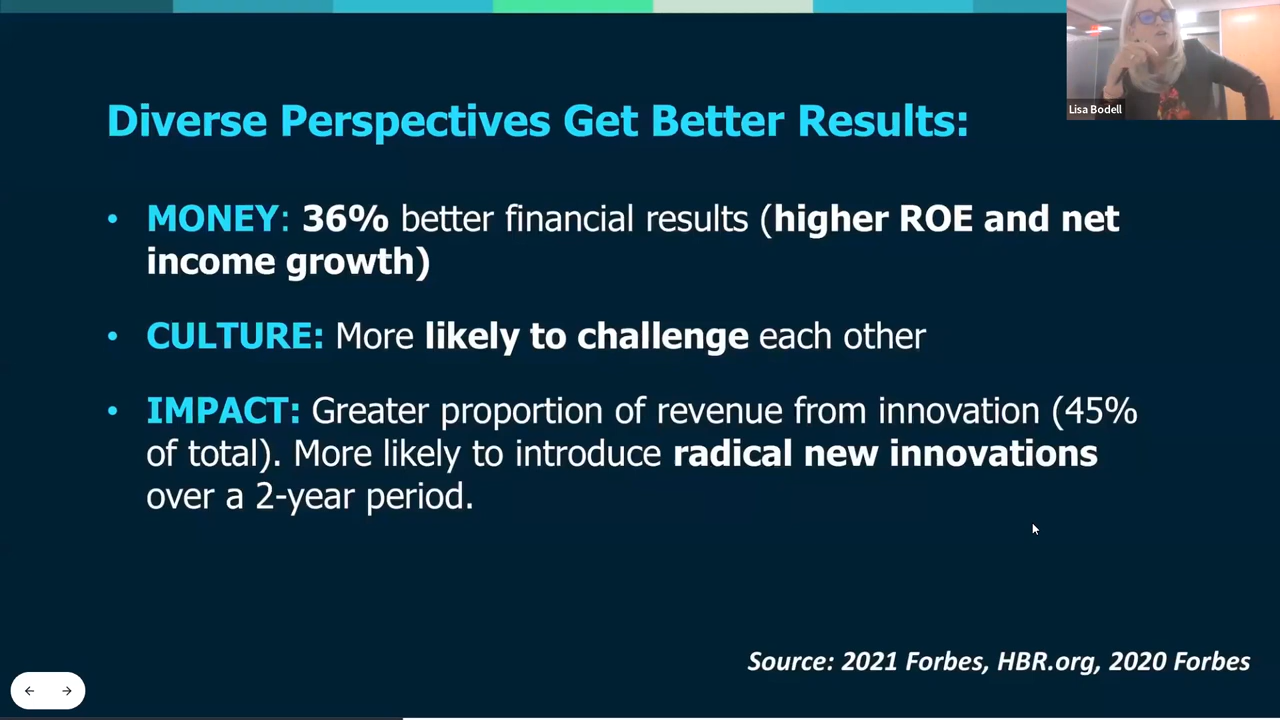 Lisa Bodell
Diverse Perspectives Get Better Results:
• MONEY: 36% better financial results (higher ROE and net
income growth)
• CULTURE: More likely to challenge each other
• IMPACT: Greater proportion of revenue from innovation (45%
of total). More likely to introduce radical new innovations
over a 2-year period.
Source: 2021 Forbes, HBR.org, 2020 Forbes